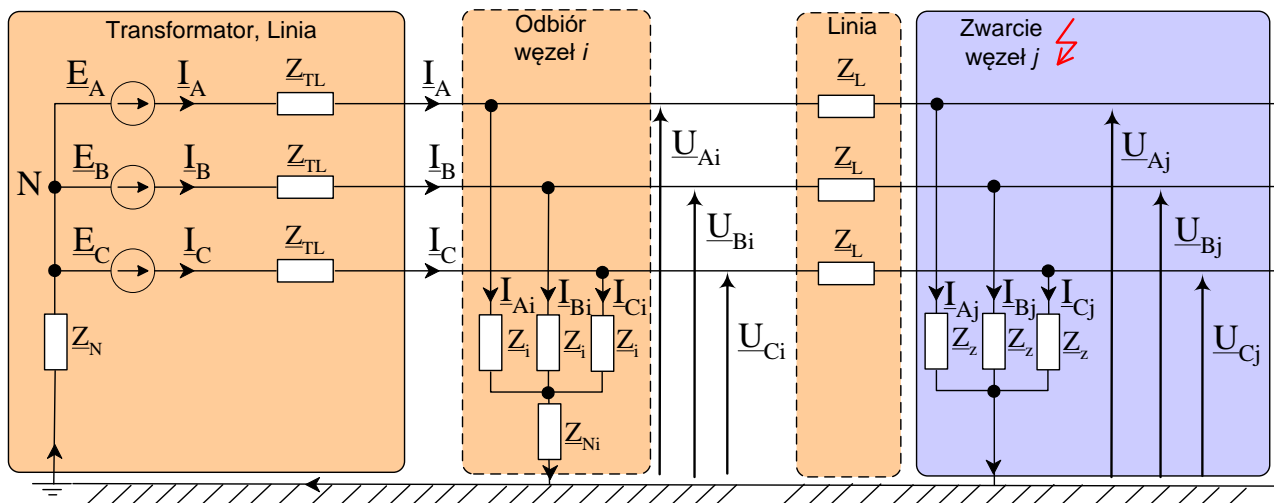 Transformator, Linia
Odbiór
węzeł i
Linia
Zwarcie
węzeł j
E_A I_A Z_TL I_A Z_L
U_Ai U_Aj
N E_B I_B Z_TL I_B Z_L
U_Bi U_Bj
E_C I_C Z_TL I_C Z_L
I_Ai I_Bi I_Ci I_Aj I_Bj I_Cj
Z_N Z_i Z_i Z_i U_Ci Z_z Z_z Z_z U_Cj
Z_Ni